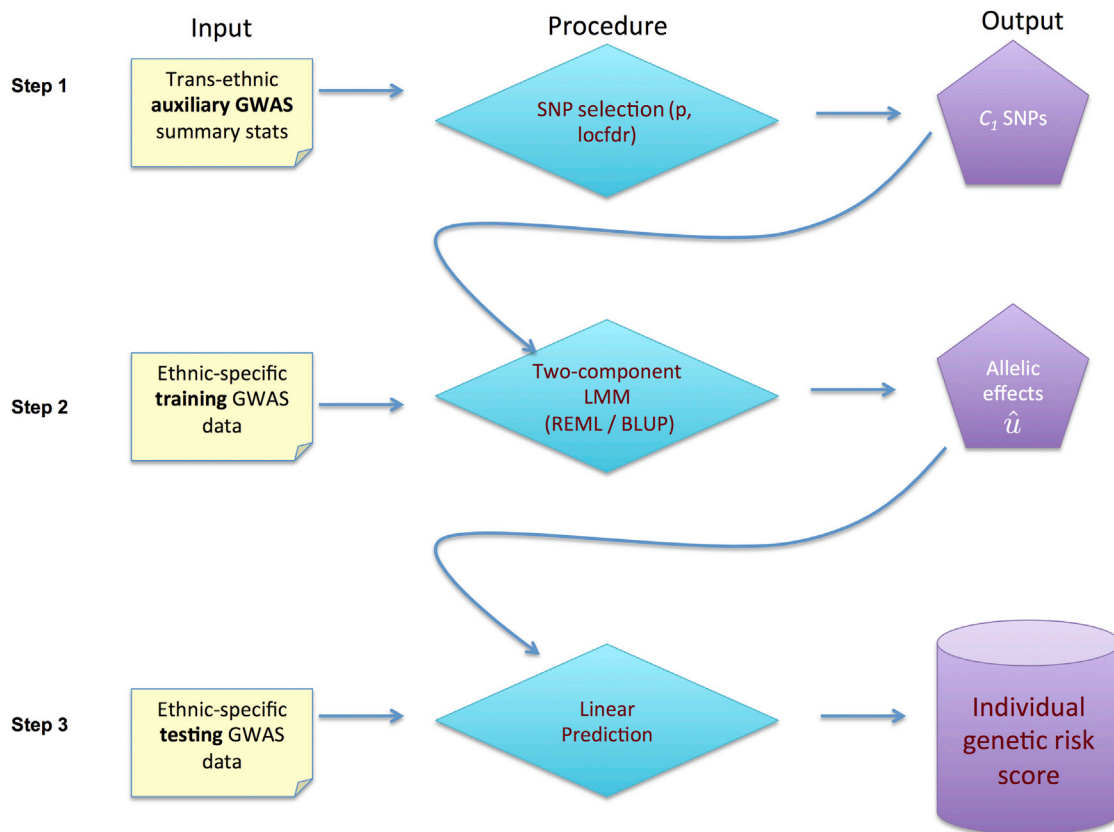 Input
Procedure
Output
Step 1
Trans-ethnic
auxiliary GWAS
summary stats
SNP selection (p,
locfdr)
C₁ SNPs
Step 2
Ethnic-specific
training GWAS
data
Two-component
LMM
(REML / BLUP)
Allelic
effects
û
Step 3
Ethnic-specific
testing GWAS
data
Linear
Prediction
Individual
genetic risk
score